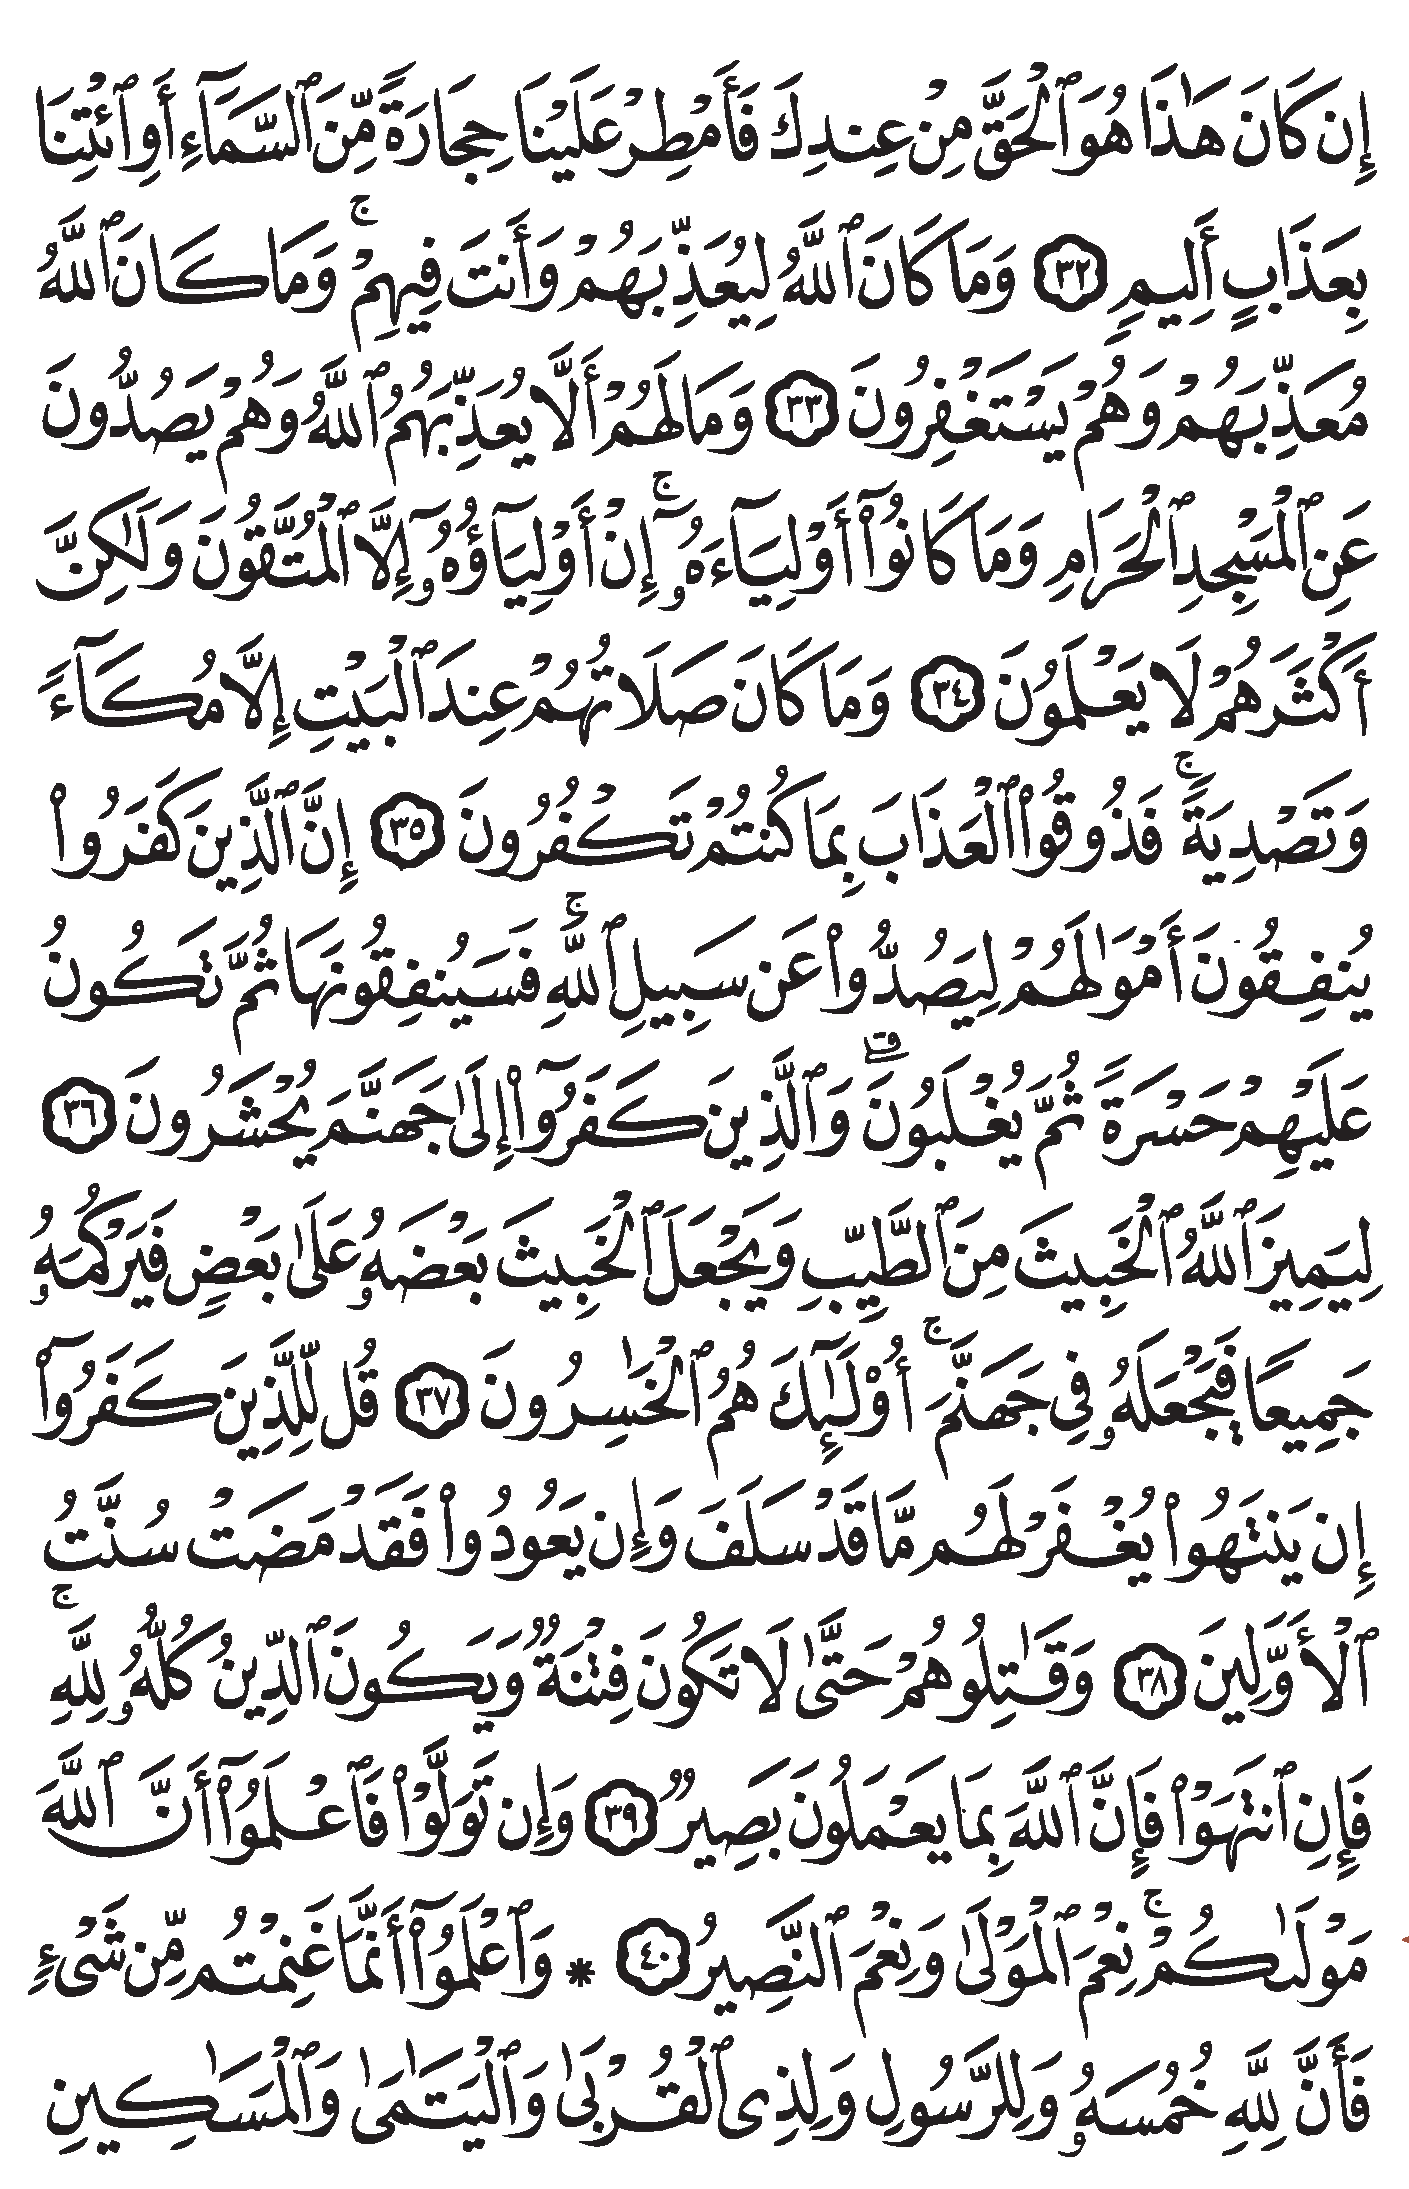 إِن كَانَ هَٰذَا هُوَ ٱلْحَقَّ مِنْ عِندِكَ فَأَمْطِرْ عَلَيْنَا حِجَارَةً مِّنَ ٱلسَّمَآءِ أَوِ ٱئْتِنَا
بِعَذَابٍ أَلِيمٍ ٣٢ وَمَا كَانَ ٱللَّهُ لِيُعَذِّبَهُمْ وَأَنتَ فِيهِمْ ۚ وَمَا كَانَ ٱللَّهُ
مُعَذِّبَهُمْ وَهُمْ يَسْتَغْفِرُونَ ٣٣ وَمَا لَهُمْ أَلَّا يُعَذِّبَهُمُ ٱللَّهُ وَهُمْ يَصُدُّونَ
عَنِ ٱلْمَسْجِدِ ٱلْحَرَامِ وَمَا كَانُوٓا۟ أَوْلِيَآءَهُۥٓ ۚ إِنْ أَوْلِيَآؤُهُۥٓ إِلَّا ٱلْمُتَّقُونَ وَلَٰكِنَّ
أَكْثَرَهُمْ لَا يَعْلَمُونَ ٣٤ وَمَا كَانَ صَلَاتُهُمْ عِندَ ٱلْبَيْتِ إِلَّا مُكَآءً
وَتَصْدِيَةً ۚ فَذُوقُوا۟ ٱلْعَذَابَ بِمَا كُنتُمْ تَكْفُرُونَ ٣٥ إِنَّ ٱلَّذِينَ كَفَرُوا۟
يُنفِقُونَ أَمْوَٰلَهُمْ لِيَصُدُّوا۟ عَن سَبِيلِ ٱللَّهِ ۚ فَسَيُنفِقُونَهَا ثُمَّ تَكُونُ
عَلَيْهِمْ حَسْرَةً ثُمَّ يُغْلَبُونَ ۗ وَٱلَّذِينَ كَفَرُوٓا۟ إِلَىٰ جَهَنَّمَ يُحْشَرُونَ ٣٦
لِيَمِيزَ ٱللَّهُ ٱلْخَبِيثَ مِنَ ٱلطَّيِّبِ وَيَجْعَلَ ٱلْخَبِيثَ بَعْضَهُۥ عَلَىٰ بَعْضٍ فَيَرْكُمَهُۥ
جَمِيعًا فَيَجْعَلَهُۥ فِى جَهَنَّمَ ۚ أُو۟لَٰٓئِكَ هُمُ ٱلْخَٰسِرُونَ ٣٧ قُل لِّلَّذِينَ كَفَرُوٓا۟
إِن يَنتَهُوا۟ يُغْفَرْ لَهُم مَّا قَدْ سَلَفَ وَإِن يَعُودُوا۟ فَقَدْ مَضَتْ سُنَّتُ
ٱلْأَوَّلِينَ ٣٨ وَقَٰتِلُوهُمْ حَتَّىٰ لَا تَكُونَ فِتْنَةٌ وَيَكُونَ ٱلدِّينُ كُلُّهُۥ لِلَّهِ ۚ
فَإِنِ ٱنتَهَوْا۟ فَإِنَّ ٱللَّهَ بِمَا يَعْمَلُونَ بَصِيرٌ ٣٩ وَإِن تَوَلَّوْا۟ فَٱعْلَمُوٓا۟ أَنَّ ٱللَّهَ
مَوْلَىٰكُمْ ۚ نِعْمَ ٱلْمَوْلَىٰ وَنِعْمَ ٱلنَّصِيرُ ٤٠ * وَٱعْلَمُوٓا۟ أَنَّمَا غَنِمْتُم مِّن شَىْءٍ
فَأَنَّ لِلَّهِ خُمُسَهُۥ وَلِلرَّسُولِ وَلِذِى ٱلْقُرْبَىٰ وَٱلْيَتَٰمَىٰ وَٱلْمَسَٰكِينِ